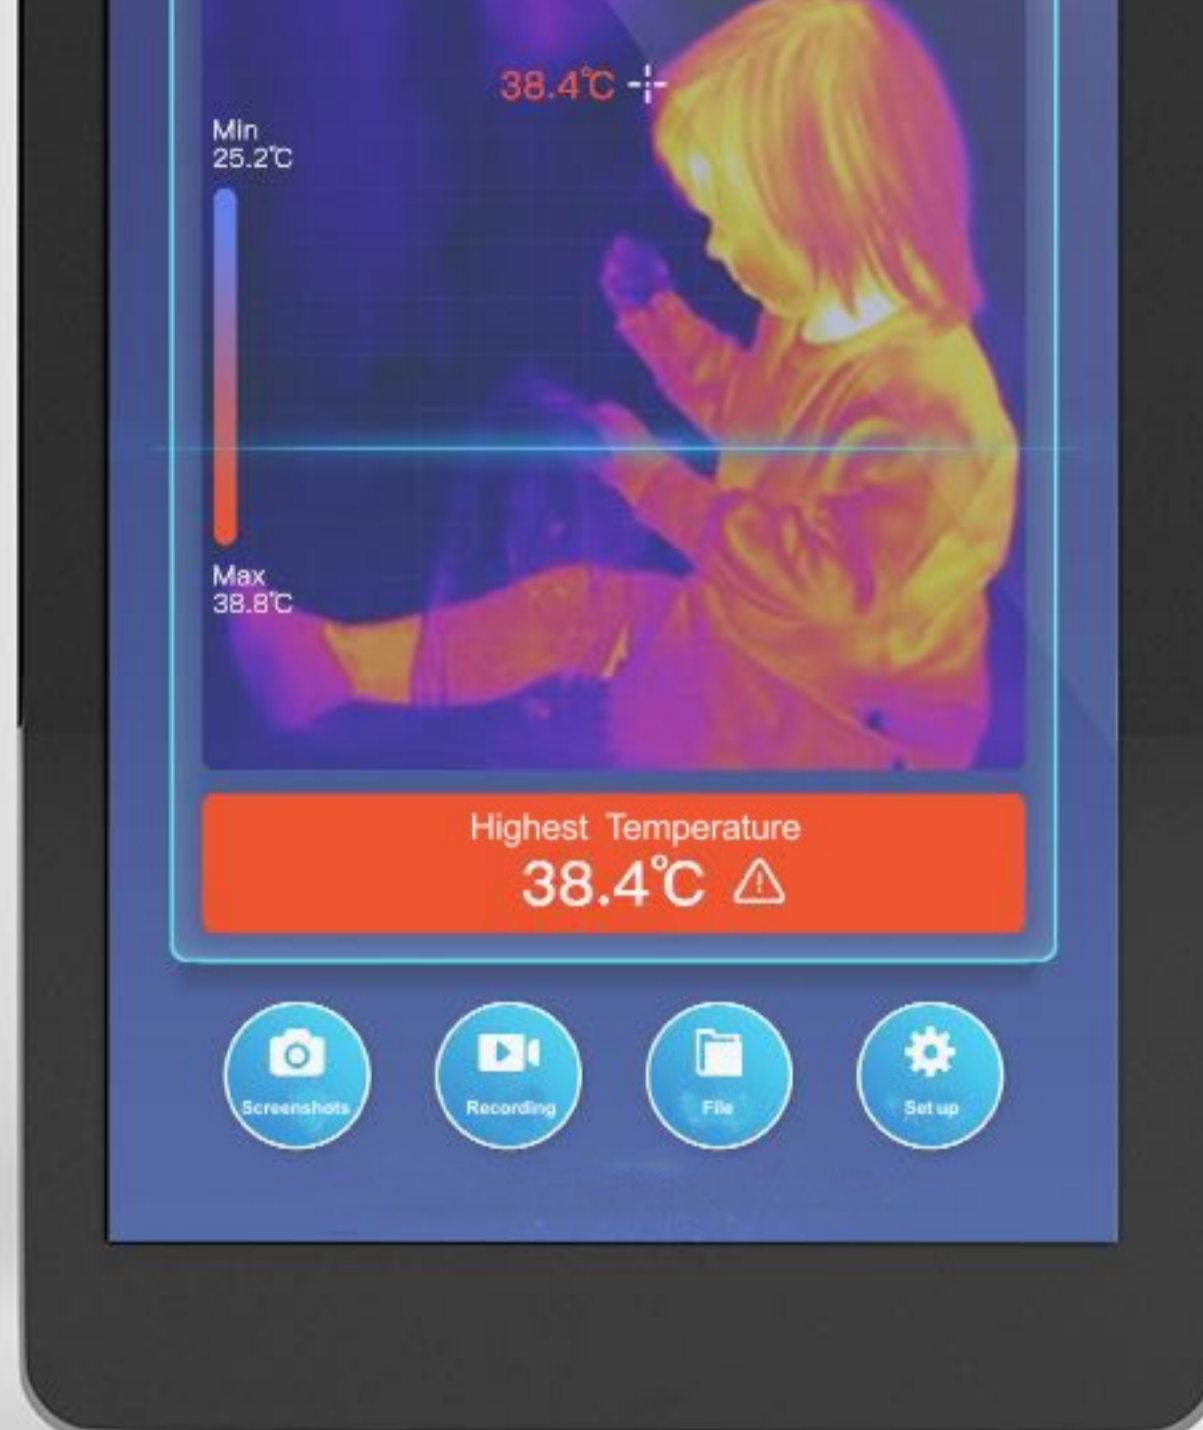 38.4℃
Min
25.2℃
Max
38.8℃
Highest Temperature
38.4℃
Screenshots
Recording
File
Set up